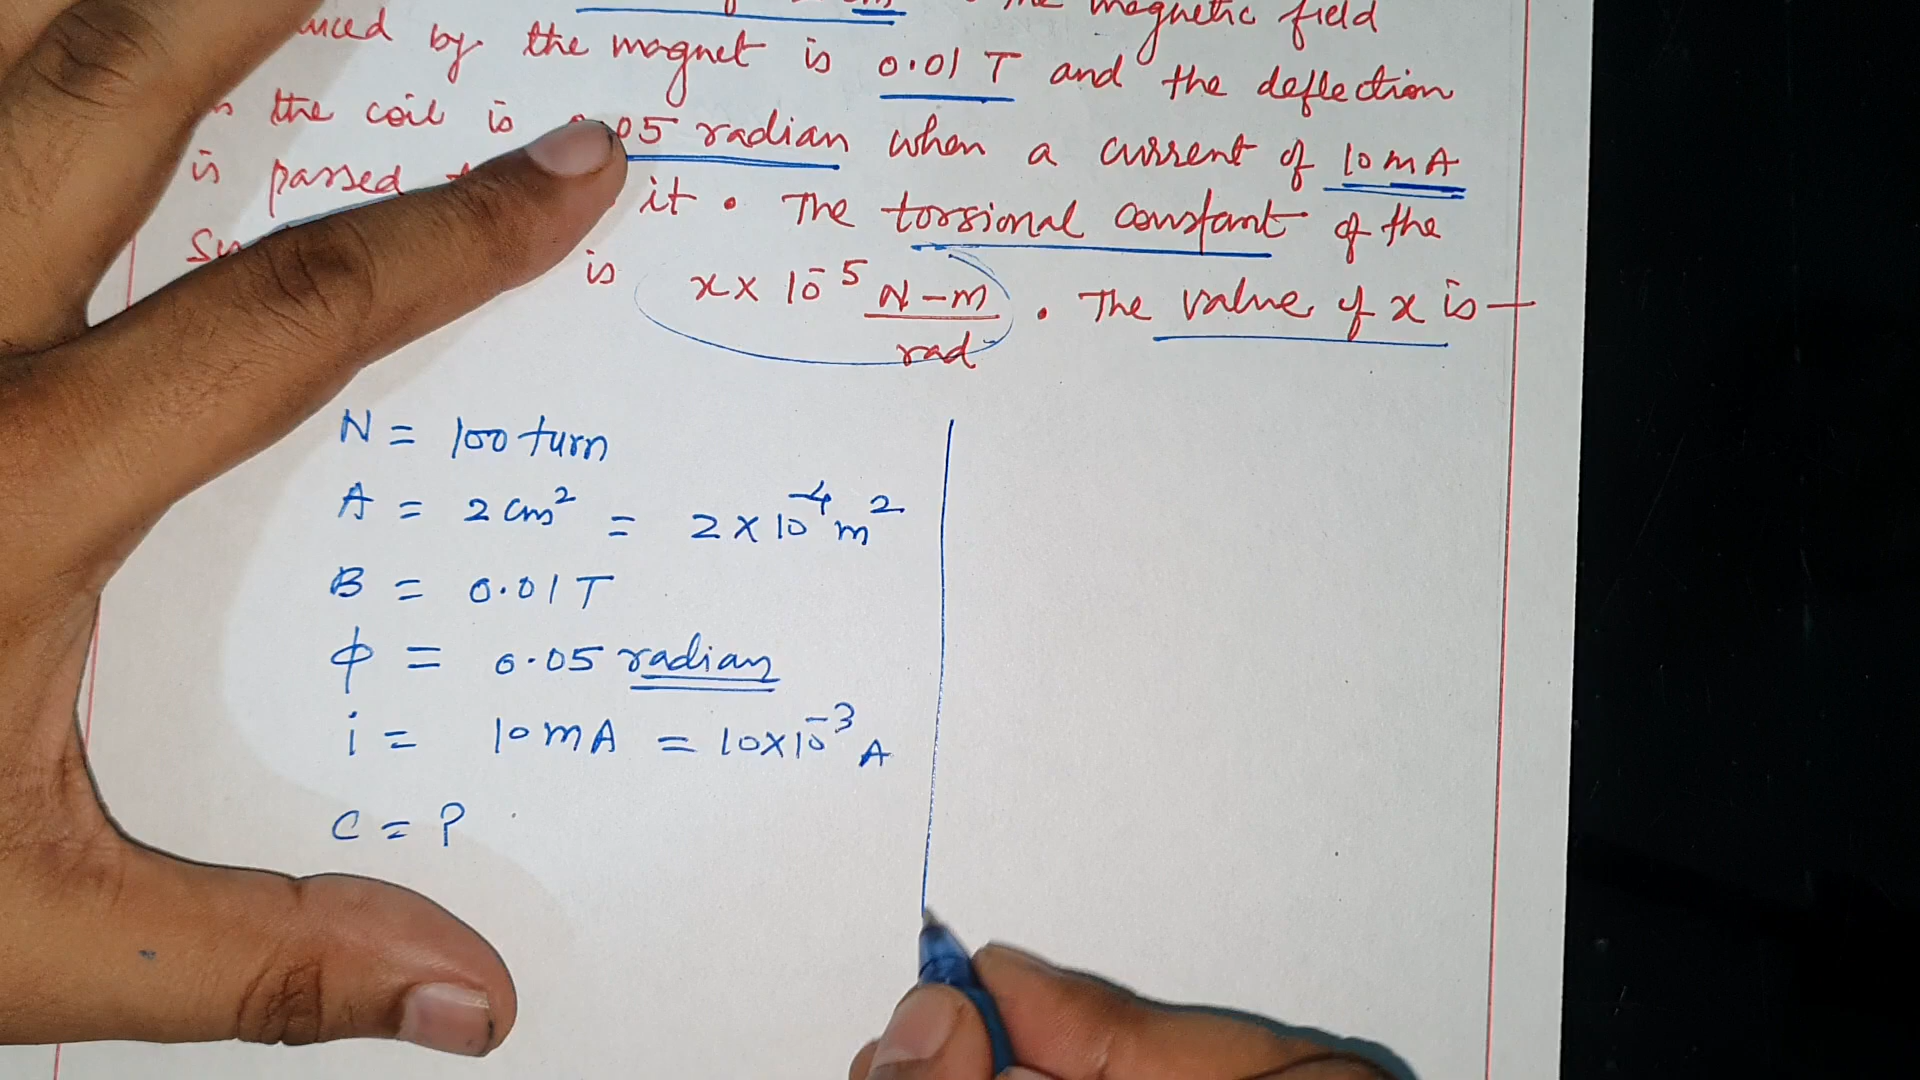 magnetic field
by the magnet is 0.01 T and the deflection
the coil is 05 radian when a current of 10 mA
is passed it. The torsional constant of the
is x × 10⁻⁵ N-m/rad. The value of x is —
N = 100 turn
A = 2 cm² = 2 × 10⁻⁴ m²
B = 0.01 T
ϕ = 0.05 radian
i = 10 mA = 10 × 10⁻³ A
C = ?